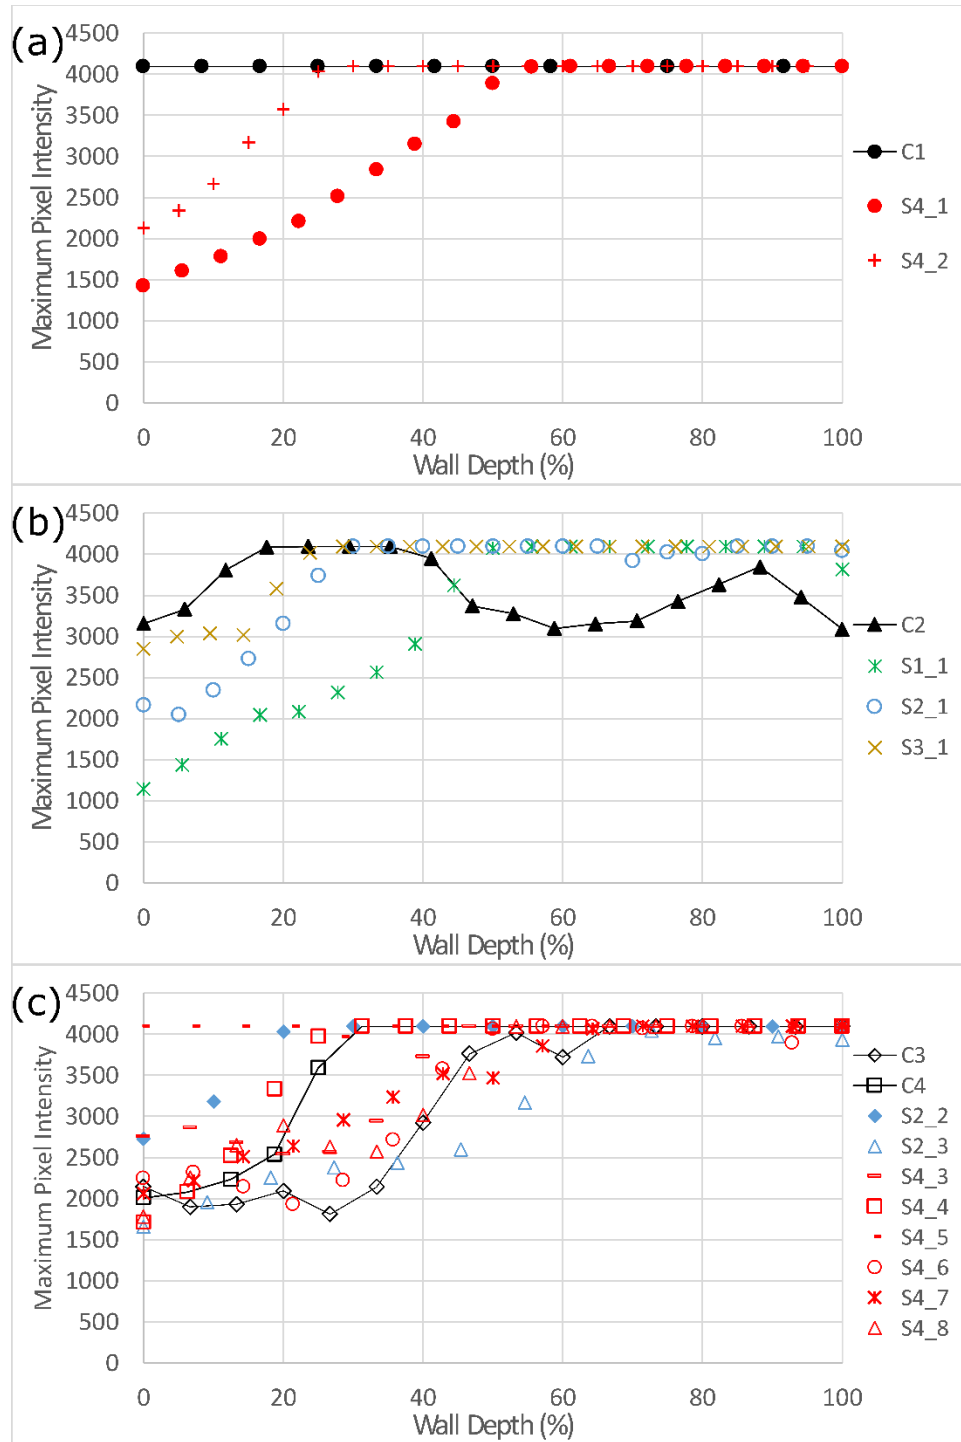 (a)
4500
4000
3500
3000
2500
2000
1500
1000
500
0
Maximum Pixel Intensity
0 20 40 60 80 100
Wall Depth (%)
C1
S4_1
S4_2
(b)
4500
4000
3500
3000
2500
2000
1500
1000
500
0
Maximum Pixel Intensity
0 20 40 60 80 100
Wall Depth (%)
C2
S1_1
S2_1
S3_1
(c)
4500
4000
3500
3000
2500
2000
1500
1000
500
0
Maximum Pixel Intensity
0 20 40 60 80 100
Wall Depth (%)
C3
C4
S2_2
S2_3
S4_3
S4_4
S4_5
S4_6
S4_7
S4_8